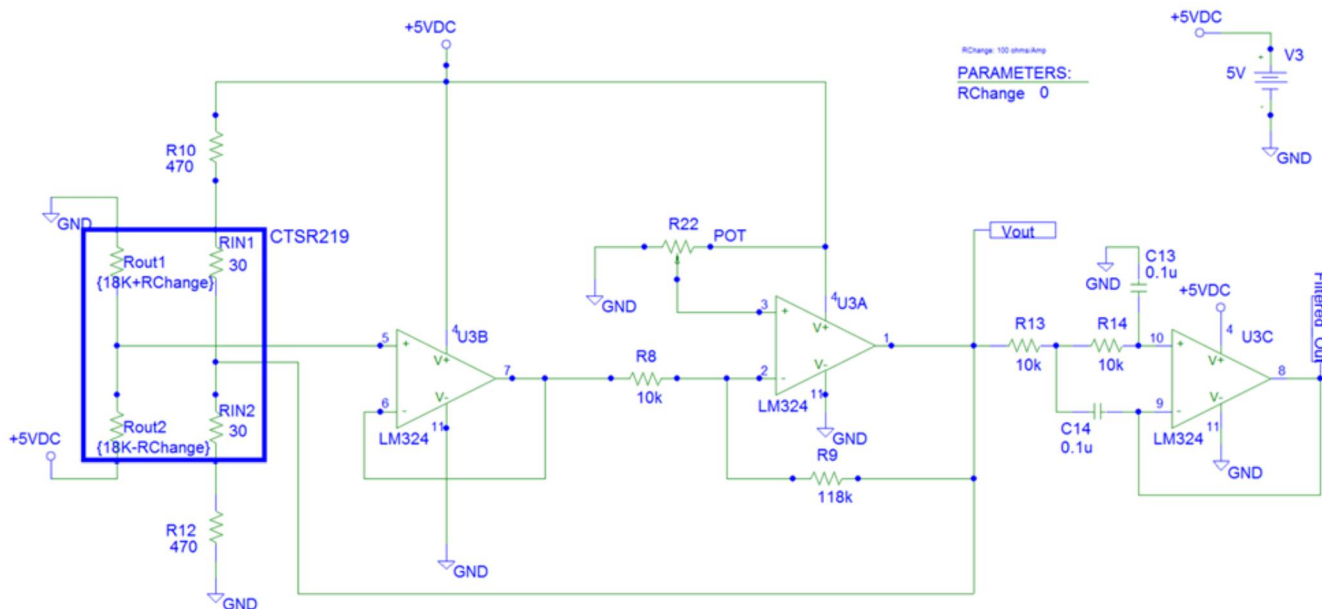 +5VDC
RChange: 100 ohms/Amp
PARAMETERS:
RChange 0
+5VDC
+
V3
5V
-
GND
R10
470
GND
CTSR219
Rout1
{18K+RChange}
RIN1
30
R22
POT
GND
Vout
C13
0.1u
GND
+5VDC
4
U3C
Filtered_Out
3
+
4
U3A
V+
1
V-
2
-
11
LM324
GND
5
+
4
U3B
V+
7
V-
6
-
11
LM324
R8
10k
R13
10k
R14
10k
10
+
V+
8
9
-
V-
11
LM324
GND
C14
0.1u
+5VDC
Rout2
{18K-RChange}
RIN2
30
R9
118k
R12
470
GND
GND